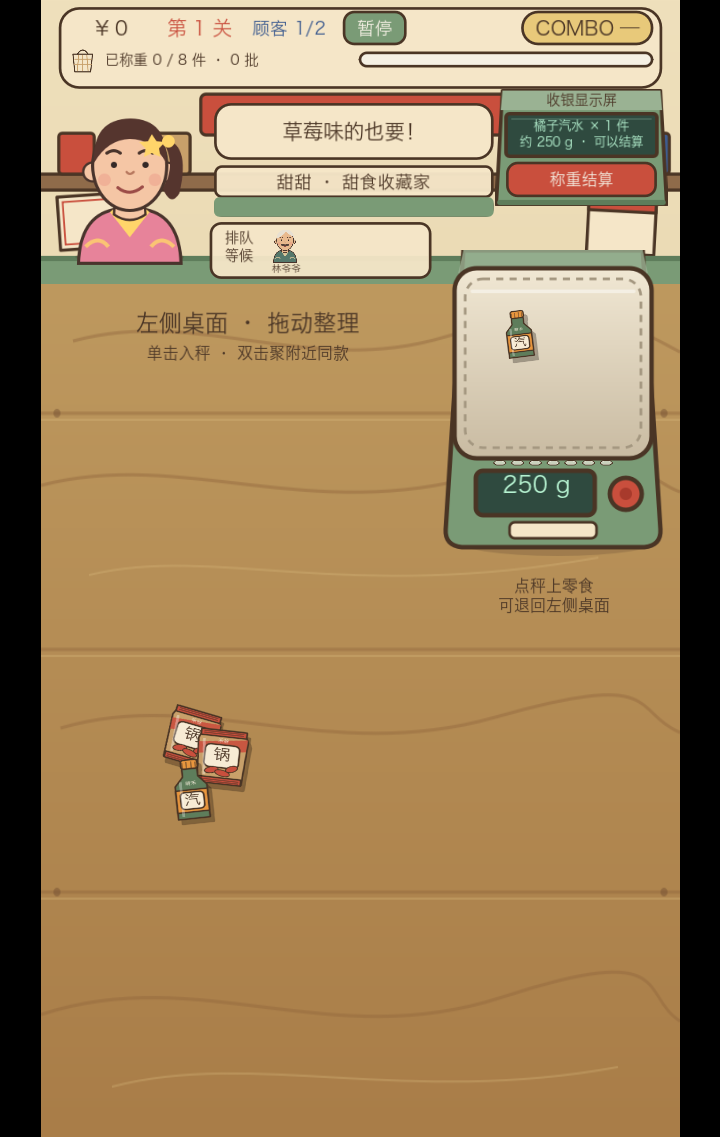 ¥0 第 1 关 顾客 1/2 暂停 COMBO —
已称重 0/8 件 · 0 批
收银显示屏
橘子汽水 × 1 件
约 250 g · 可以结算
称重结算
草莓味的也要！
甜甜 · 甜食收藏家
排队
等候
林爷爷
左侧桌面 · 拖动整理
单击入秤 · 双击聚附近同款
汽
250 g
点秤上零食
可退回左侧桌面
锅
锅
汽